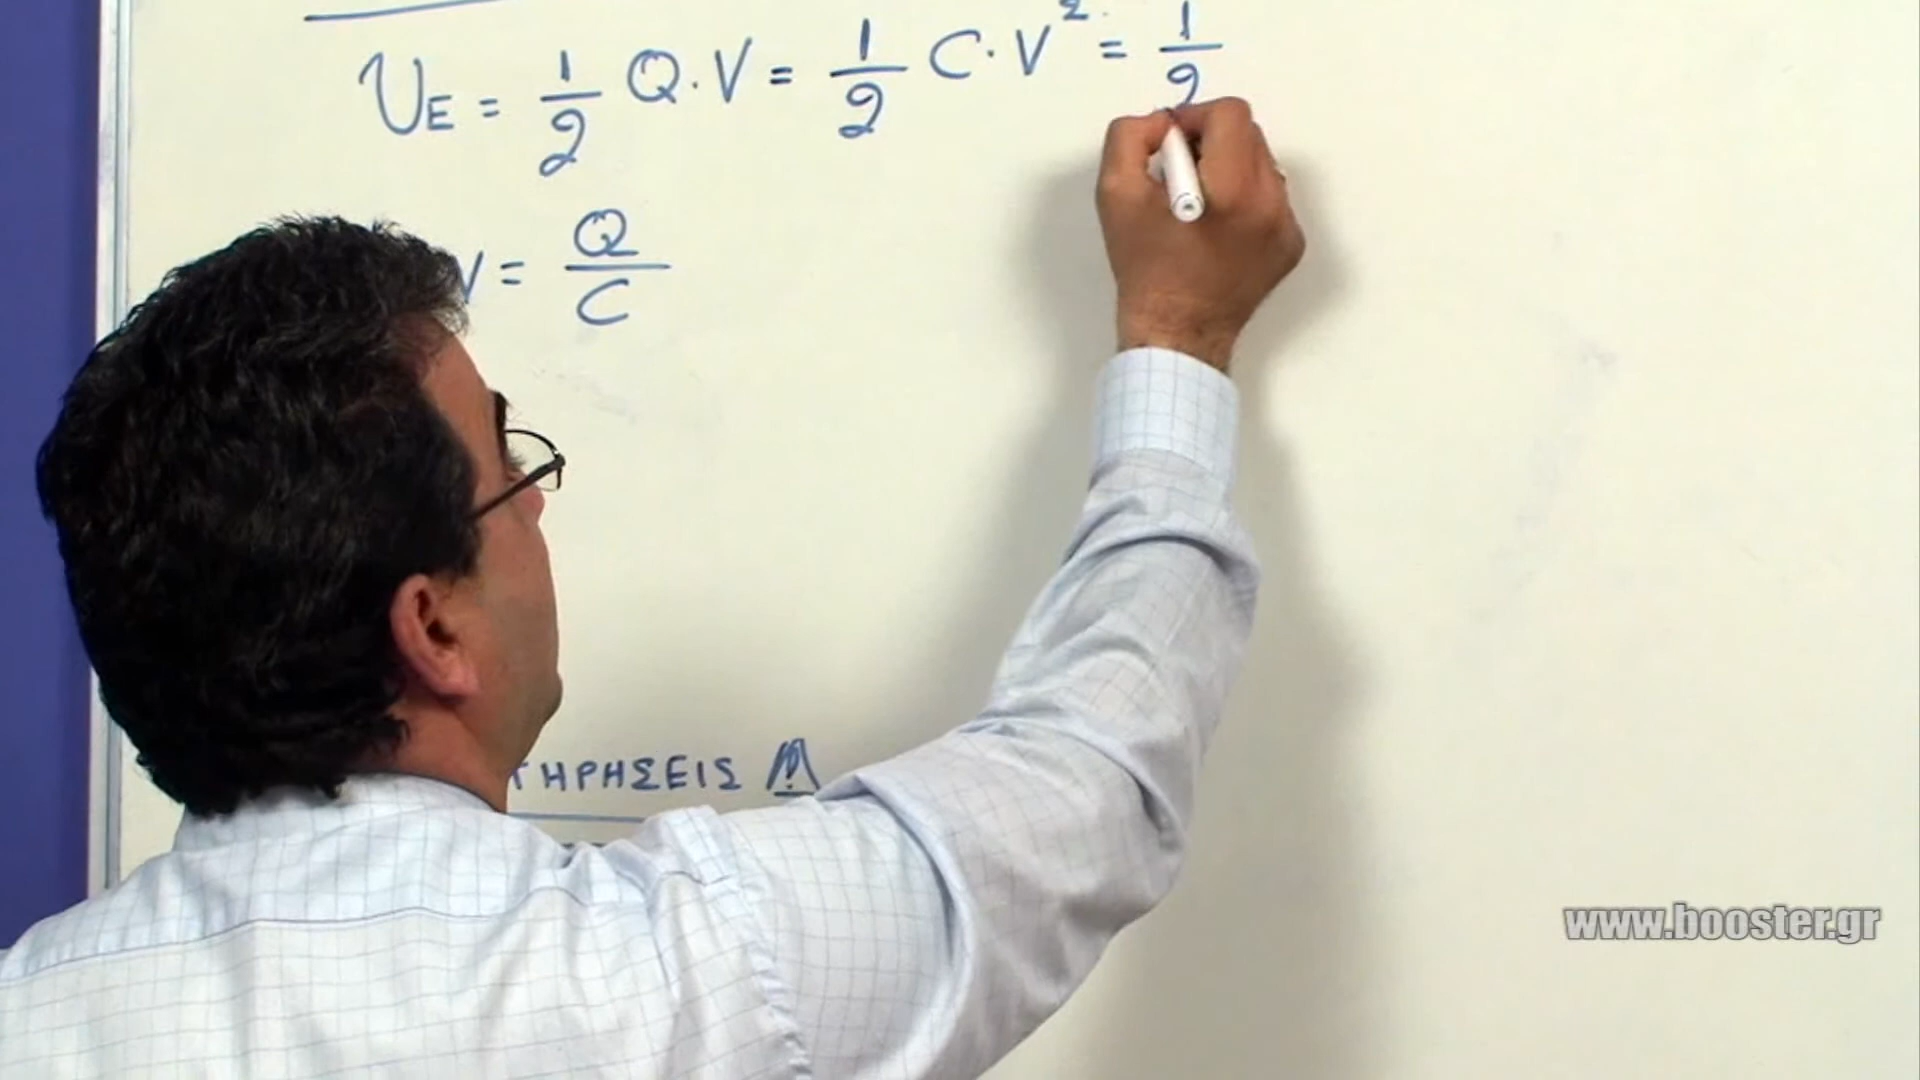 U_E = 1/2 Q·V = 1/2 C·V² = 1/2
V = Q/C
ΤΗΡΗΣΕΙΣ
www.booster.gr